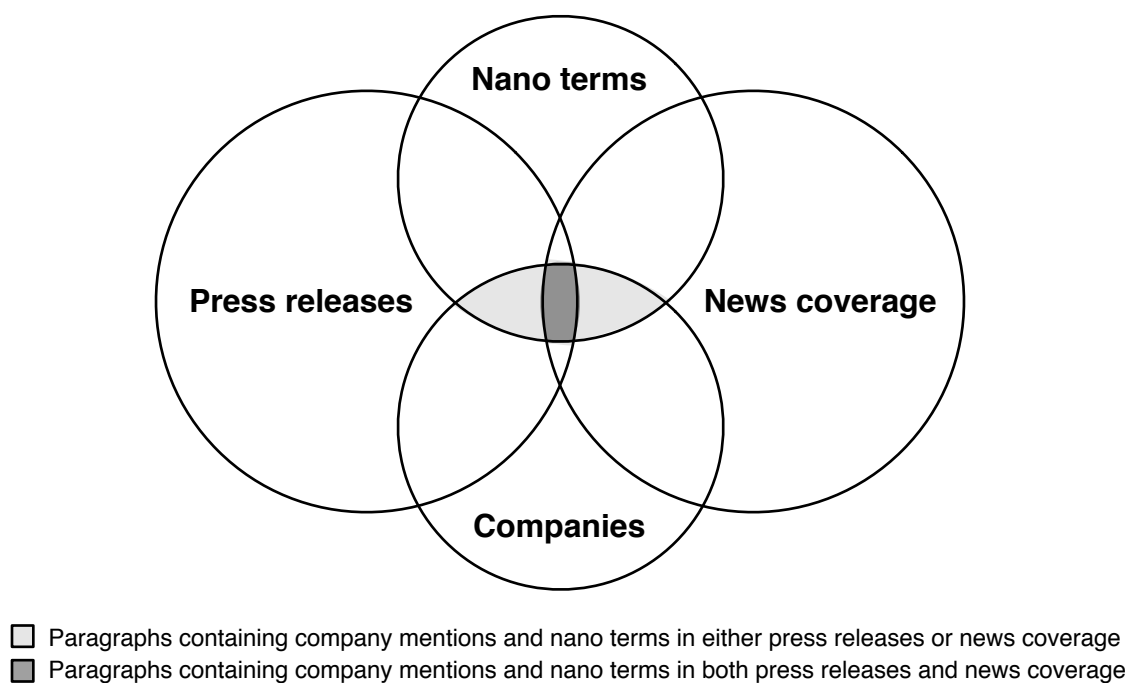 Nano terms
Press releases
News coverage
Companies
Paragraphs containing company mentions and nano terms in either press releases or news coverage
Paragraphs containing company mentions and nano terms in both press releases and news coverage